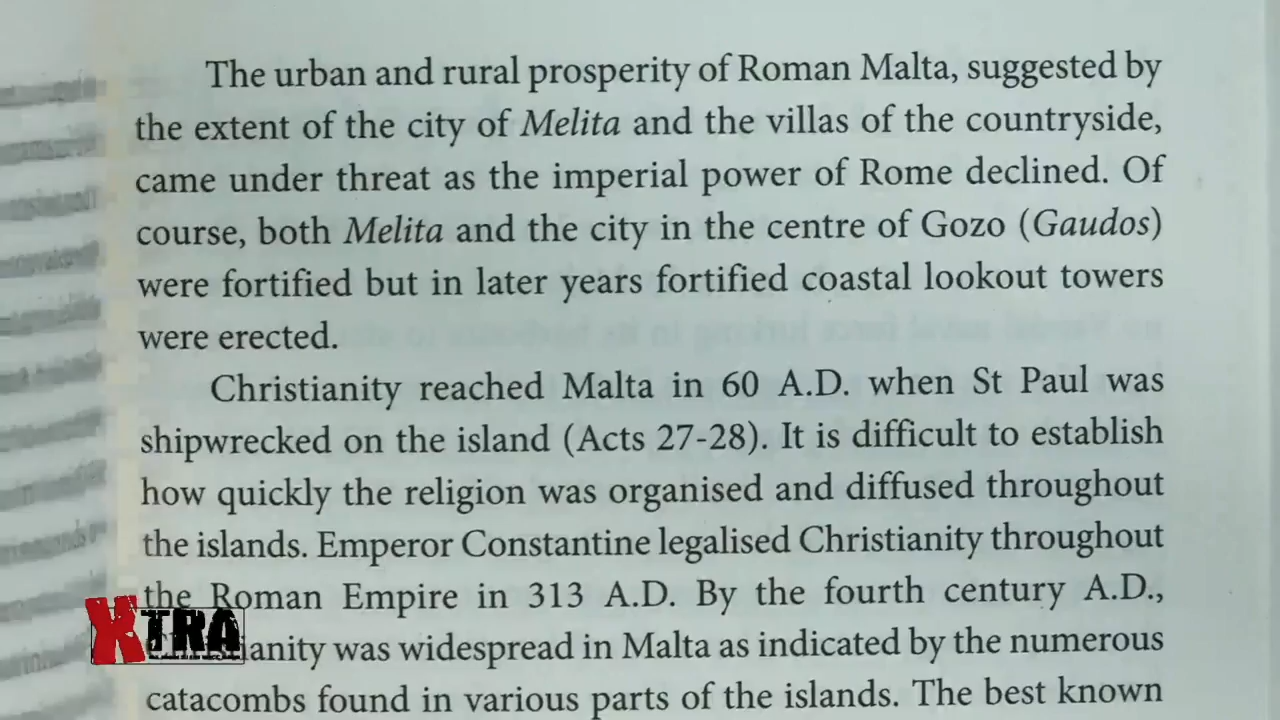 The urban and rural prosperity of Roman Malta, suggested by
the extent of the city of Melita and the villas of the countryside,
came under threat as the imperial power of Rome declined. Of
course, both Melita and the city in the centre of Gozo (Gaudos)
were fortified but in later years fortified coastal lookout towers
were erected.
Christianity reached Malta in 60 A.D. when St Paul was
shipwrecked on the island (Acts 27-28). It is difficult to establish
how quickly the religion was organised and diffused throughout
the islands. Emperor Constantine legalised Christianity throughout
the Roman Empire in 313 A.D. By the fourth century A.D.,
XTRA
Christianity was widespread in Malta as indicated by the numerous
catacombs found in various parts of the islands. The best known